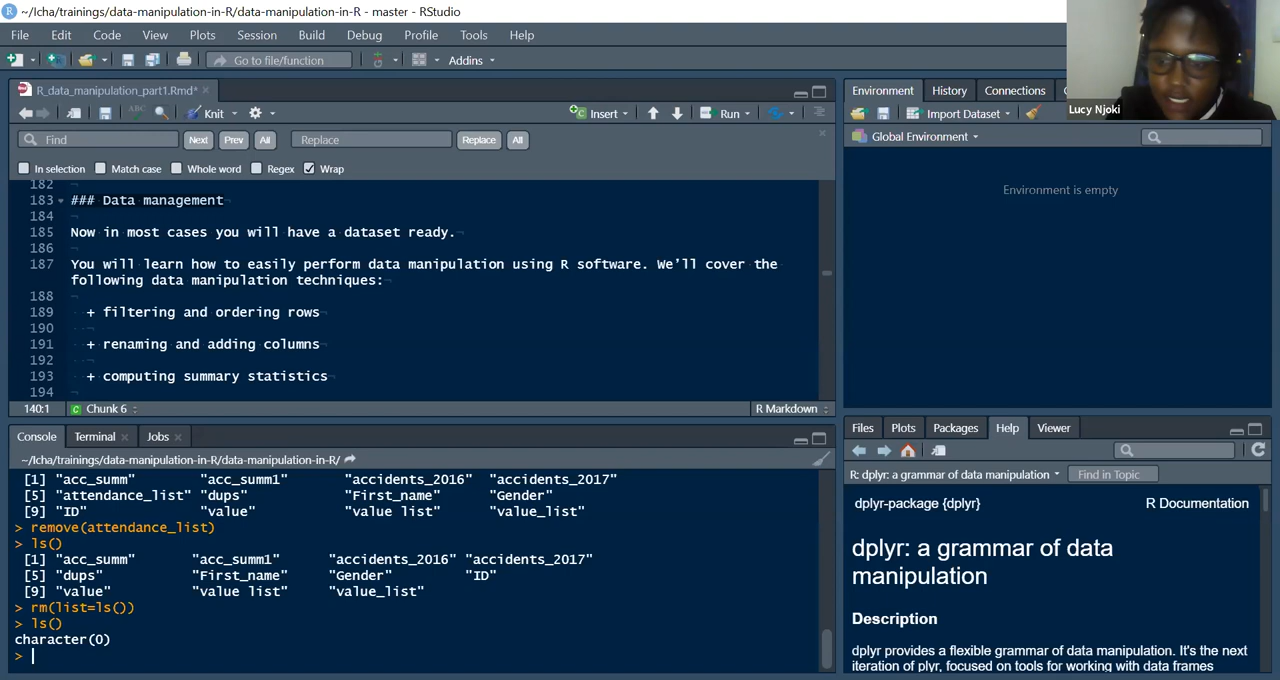 ~/Icha/trainings/data-manipulation-in-R/data-manipulation-in-R - master - RStudio
File Edit Code View Plots Session Build Debug Profile Tools Help
Go to file/function Addins
R_data_manipulation_part1.Rmd*
ABC Knit Insert Run
Find Next Prev All Replace Replace All
In selection Match case Whole word Regex Wrap
182
183 ### Data management
184
185 Now in most cases you will have a dataset ready.
186
187 You will learn how to easily perform data manipulation using R software. We’ll cover the
following data manipulation techniques:
188
189 + filtering and ordering rows
190
191 + renaming and adding columns
192
193 + computing summary statistics
194
140:1 Chunk 6 R Markdown
Console Terminal Jobs
~/Icha/trainings/data-manipulation-in-R/data-manipulation-in-R/
[1] "acc_summ" "acc_summ1" "accidents_2016" "accidents_2017"
[5] "attendance_list" "dups" "First_name" "Gender"
[9] "ID" "value" "value list" "value_list"
> remove(attendance_list)
> ls()
[1] "acc_summ" "acc_summ1" "accidents_2016" "accidents_2017"
[5] "dups" "First_name" "Gender" "ID"
[9] "value" "value list" "value_list"
> rm(list=ls())
> ls()
character(0)
>
Lucy Njoki
Environment History Connections
Import Dataset
Global Environment
Environment is empty
Files Plots Packages Help Viewer
R: dplyr: a grammar of data manipulation Find in Topic
dplyr-package {dplyr} R Documentation
dplyr: a grammar of data
manipulation
Description
dplyr provides a flexible grammar of data manipulation. It's the next
iteration of plyr, focused on tools for working with data frames